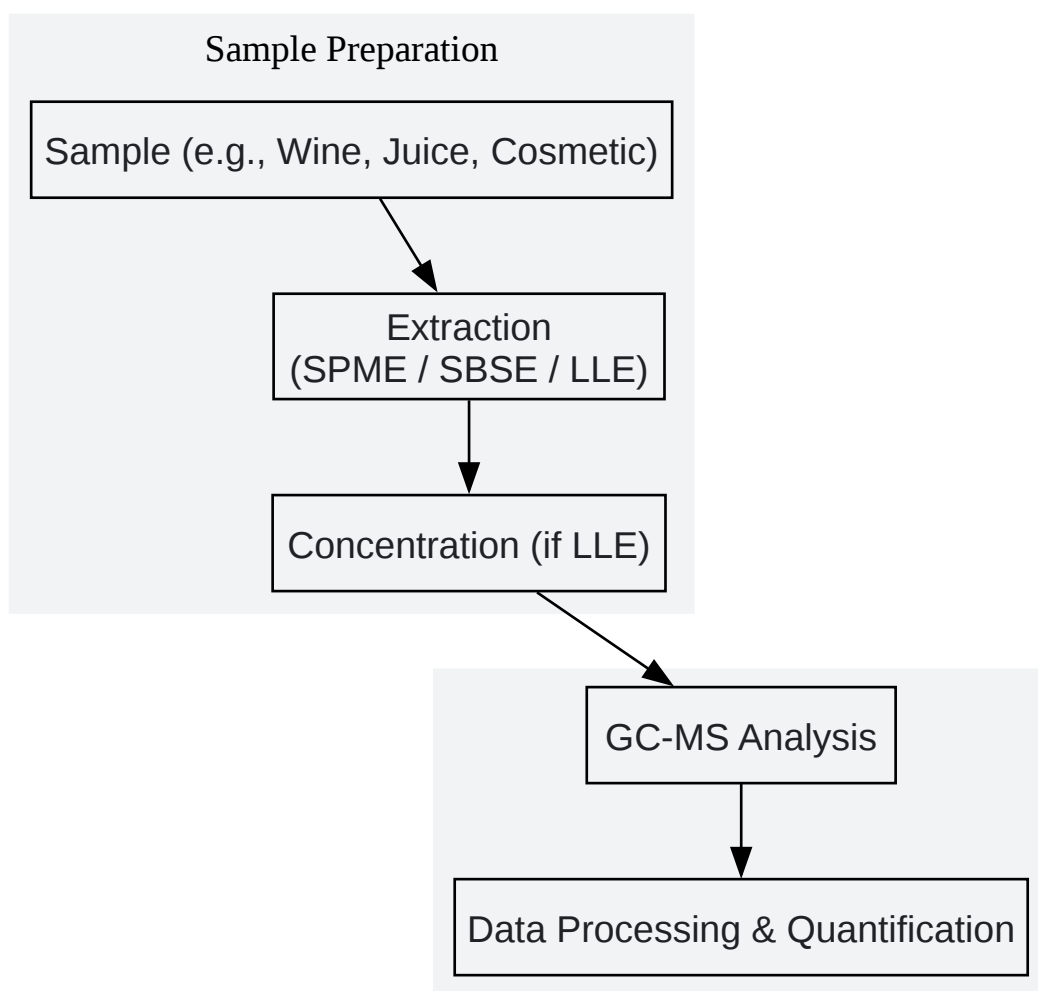 Sample Preparation
Sample (e.g., Wine, Juice, Cosmetic)
Extraction
(SPME / SBSE / LLE)
Concentration (if LLE)
GC-MS Analysis
Data Processing & Quantification